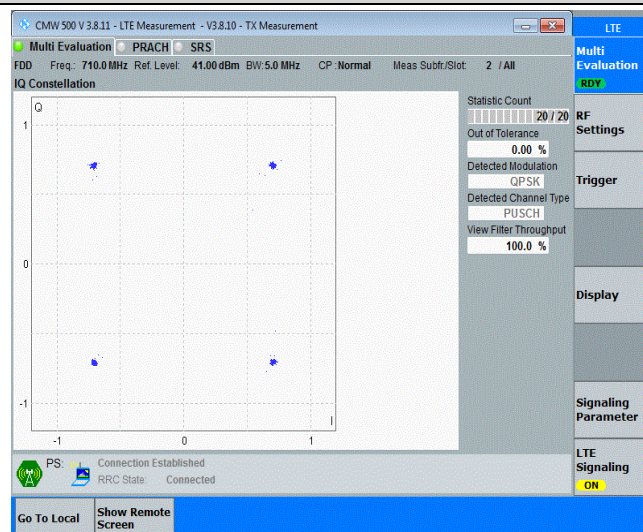 CMW 500 V 3.8.11 - LTE Measurement - V3.8.10 - TX Measurement
LTE
Multi Evaluation PRACH SRS
FDD Freq.: 710.0 MHz Ref. Level: 41.00 dBm BW: 5.0 MHz CP : Normal Meas Subfr./Slot: 2 / All
IQ Constellation
Q
1
0
-1
-1 0 1
I
Statistic Count
20 / 20
Out of Tolerance
0.00 %
Detected Modulation
QPSK
Detected Channel Type
PUSCH
View Filter Throughput
100.0 %
Multi
Evaluation
RDY
RF
Settings
Trigger
Display
Signaling
Parameter
LTE
Signaling
ON
PS: Connection Established
RRC State: Connected
Go To Local
Show Remote
Screen